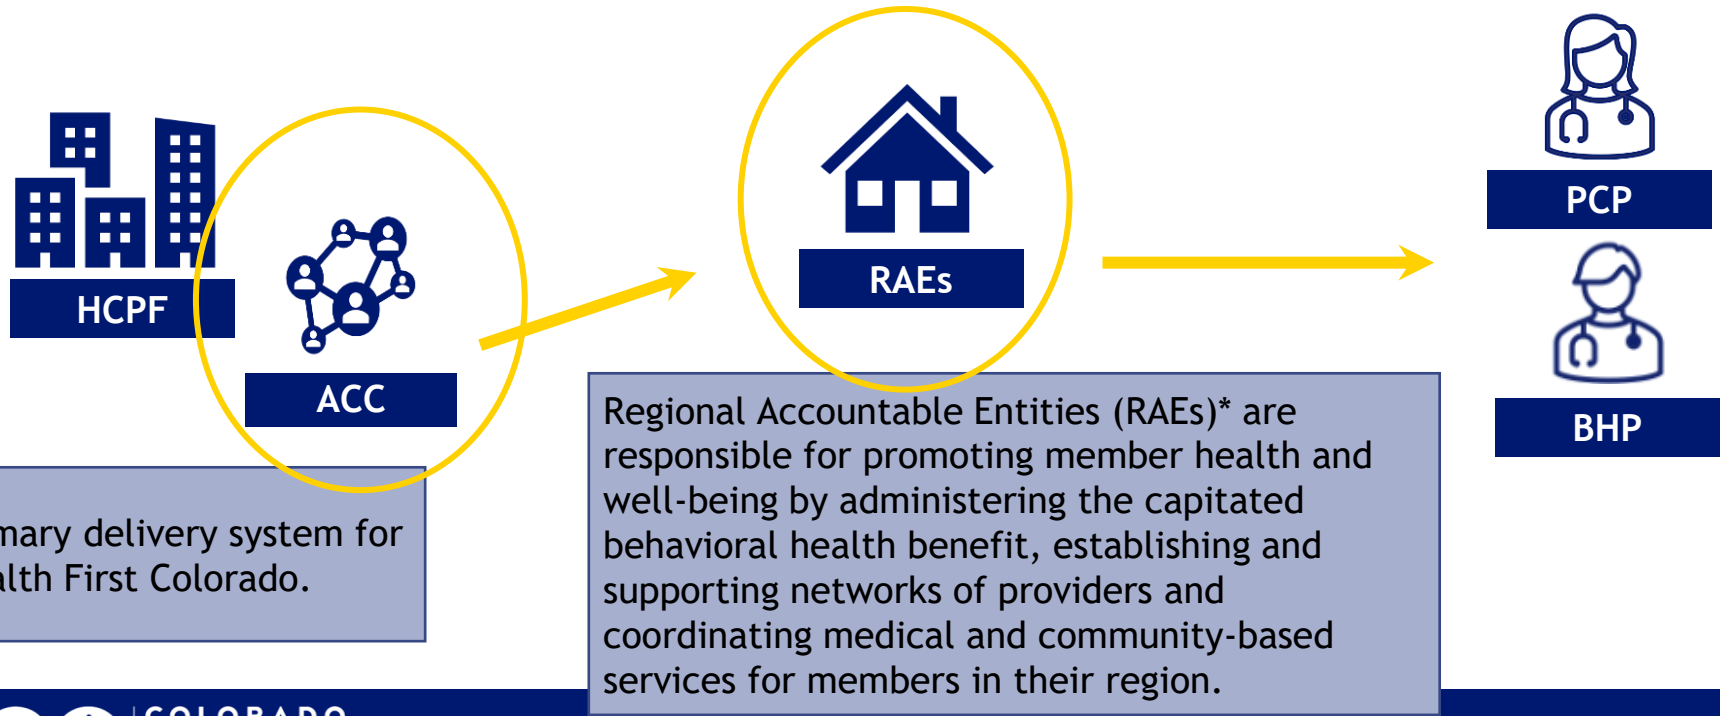 HCPF
ACC
RAEs
PCP
BHP
delivery system for
First Colorado.
Regional Accountable Entities (RAEs)* are
responsible for promoting member health and
well-being by administering the capitated
behavioral health benefit, establishing and
supporting networks of providers and
coordinating medical and community-based
services for members in their region.
COLORADO